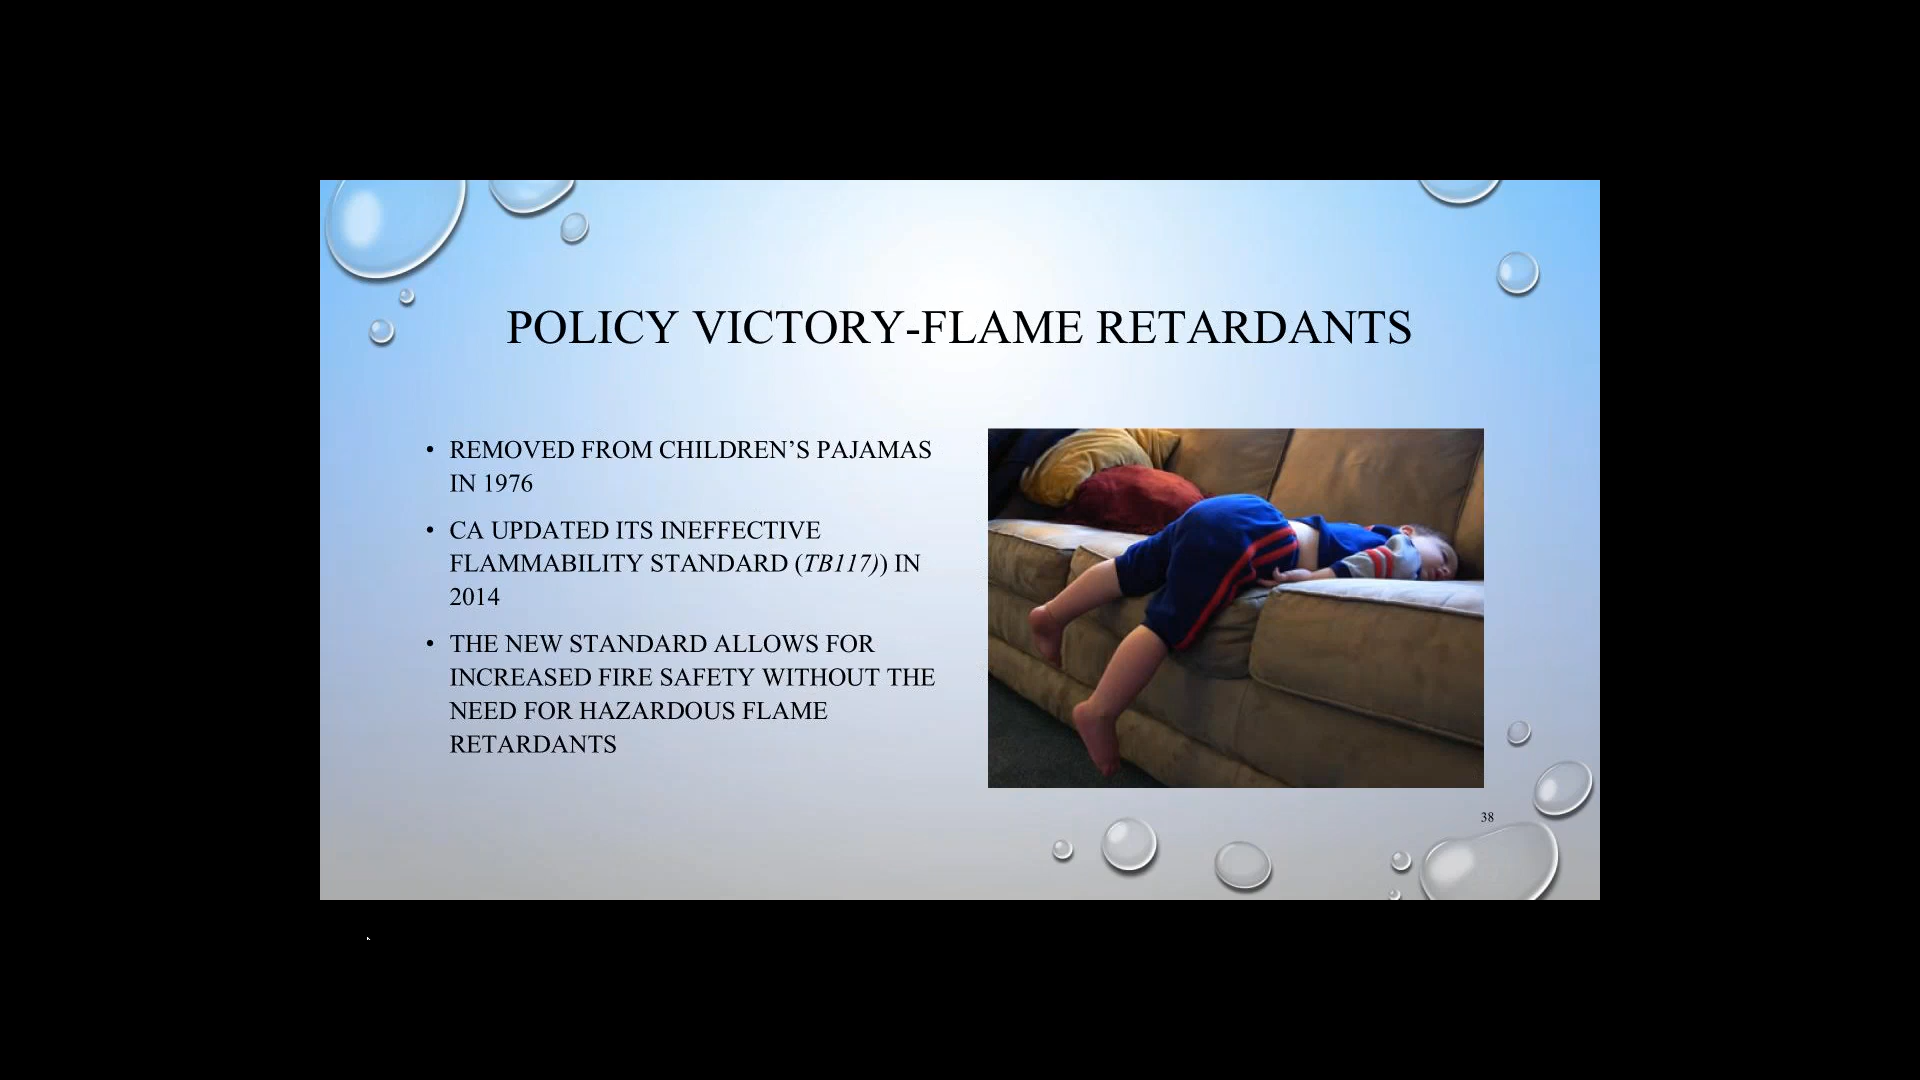 POLICY VICTORY-FLAME RETARDANTS
• REMOVED FROM CHILDREN’S PAJAMAS
IN 1976
• CA UPDATED ITS INEFFECTIVE
FLAMMABILITY STANDARD (TB117)) IN
2014
• THE NEW STANDARD ALLOWS FOR
INCREASED FIRE SAFETY WITHOUT THE
NEED FOR HAZARDOUS FLAME
RETARDANTS
38